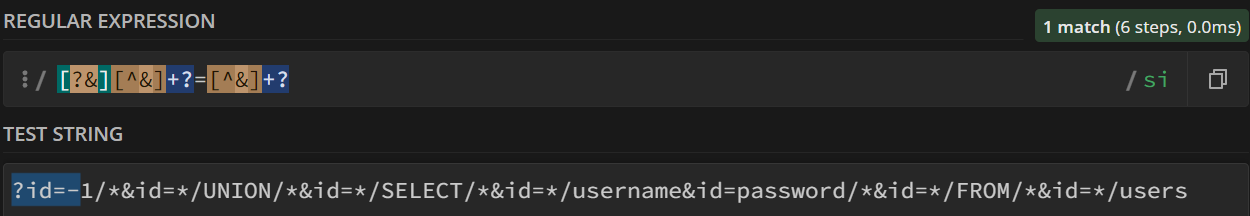 REGULAR EXPRESSION
1 match (6 steps, 0.0ms)
/ [?&][^&]+?=[^&]+? / si
TEST STRING
?id=-1/*&id=*/UNION/*&id=*/SELECT/*&id=*/username&id=password/*&id=*/FROM/*&id=*/users